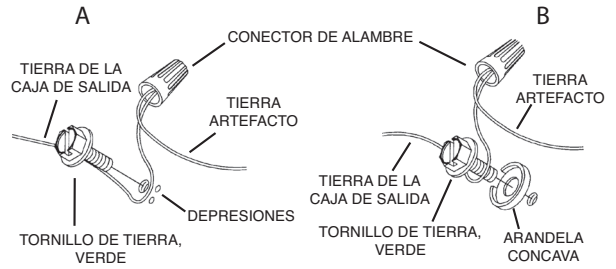 A
B
CONECTOR DE ALAMBRE
TIERRA DE LA
CAJA DE SALIDA
TIERRA
ARTEFACTO
DEPRESIONES
TORNILLO DE TIERRA,
VERDE
TIERRA
ARTEFACTO
TIERRA DE LA
CAJA DE SALIDA
TORNILLO DE TIERRA,
VERDE
ARANDELA
CONCAVA